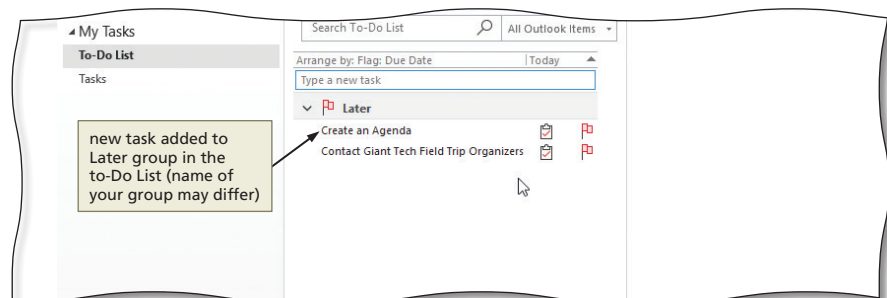 My Tasks
Search To-Do List All Outlook Items
To-Do List
Arrange by: Flag: Due Date Today
Tasks
Type a new task
Later
Create an Agenda
Contact Giant Tech Field Trip Organizers
new task added to
Later group in the
to-Do List (name of
your group may differ)